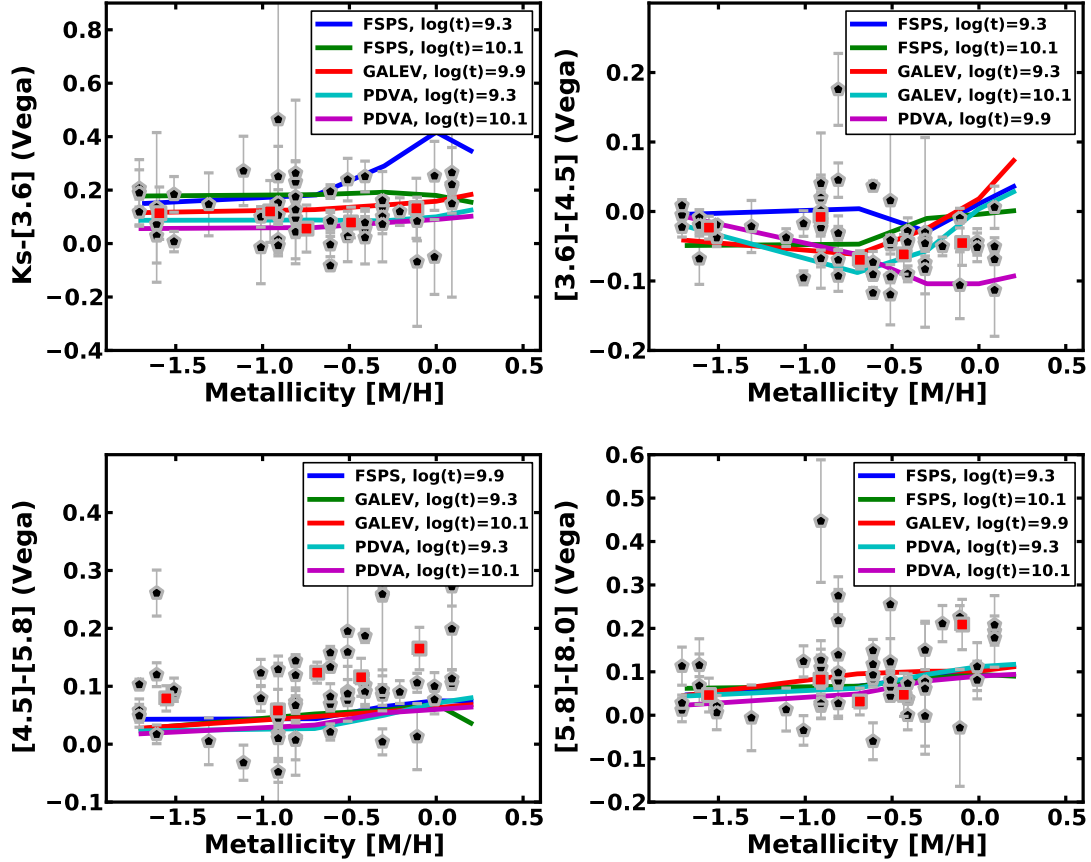 Ks-[3.6] (Vega)
0.8
0.6
0.4
0.2
0.0
−0.2
−0.4
FSPS, log(t)=9.3
FSPS, log(t)=10.1
GALEV, log(t)=9.9
PDVA, log(t)=9.3
PDVA, log(t)=10.1
−1.5
−1.0
−0.5
0.0
0.5
Metallicity [M/H]
[3.6]-[4.5] (Vega)
0.2
0.1
0.0
−0.1
−0.2
FSPS, log(t)=9.3
FSPS, log(t)=10.1
GALEV, log(t)=9.3
GALEV, log(t)=10.1
PDVA, log(t)=9.9
−1.5
−1.0
−0.5
0.0
0.5
Metallicity [M/H]
[4.5]-[5.8] (Vega)
0.4
0.3
0.2
0.1
0.0
−0.1
FSPS, log(t)=9.9
GALEV, log(t)=9.3
GALEV, log(t)=10.1
PDVA, log(t)=9.3
PDVA, log(t)=10.1
−1.5
−1.0
−0.5
0.0
0.5
Metallicity [M/H]
[5.8]-[8.0] (Vega)
0.6
0.5
0.4
0.3
0.2
0.1
0.0
−0.1
−0.2
FSPS, log(t)=9.3
FSPS, log(t)=10.1
GALEV, log(t)=9.9
PDVA, log(t)=9.3
PDVA, log(t)=10.1
−1.5
−1.0
−0.5
0.0
0.5
Metallicity [M/H]